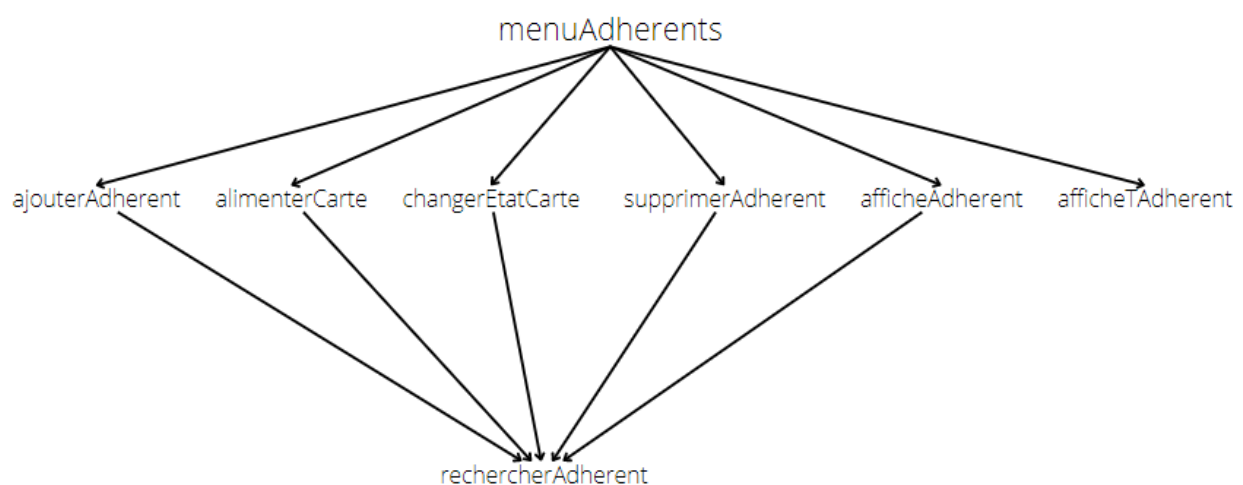 menuAdherents
ajouterAdherent alimenterCarte changerEtatCarte supprimerAdherent afficheAdherent afficheTAdherent
rechercherAdherent